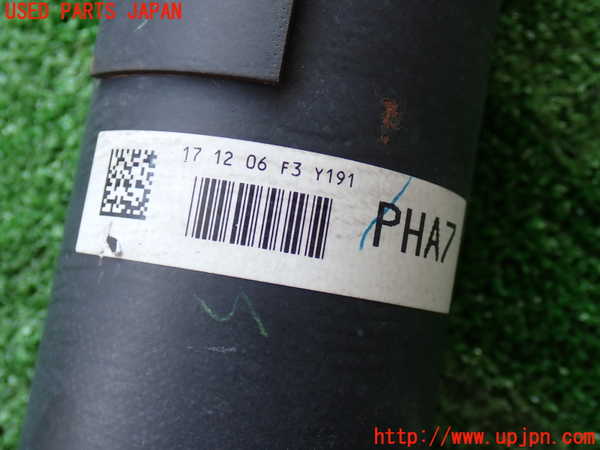 USED PARTS JAPAN
17 12 06 F3 Y191
PHA7
http://www.upjpn.com/